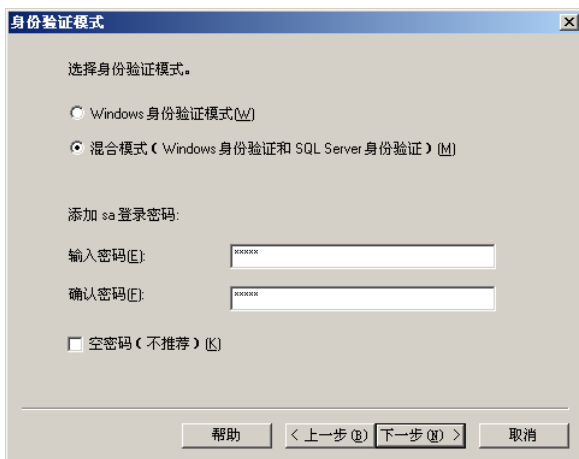 身份验证模式
选择身份验证模式。
Windows 身份验证模式(W)
混合模式（Windows 身份验证和 SQL Server 身份验证）(M)
添加 sa 登录密码:
输入密码(E):
*****
确认密码(F):
*****
空密码（不推荐）(K)
帮助
< 上一步(B)
下一步(N) >
取消